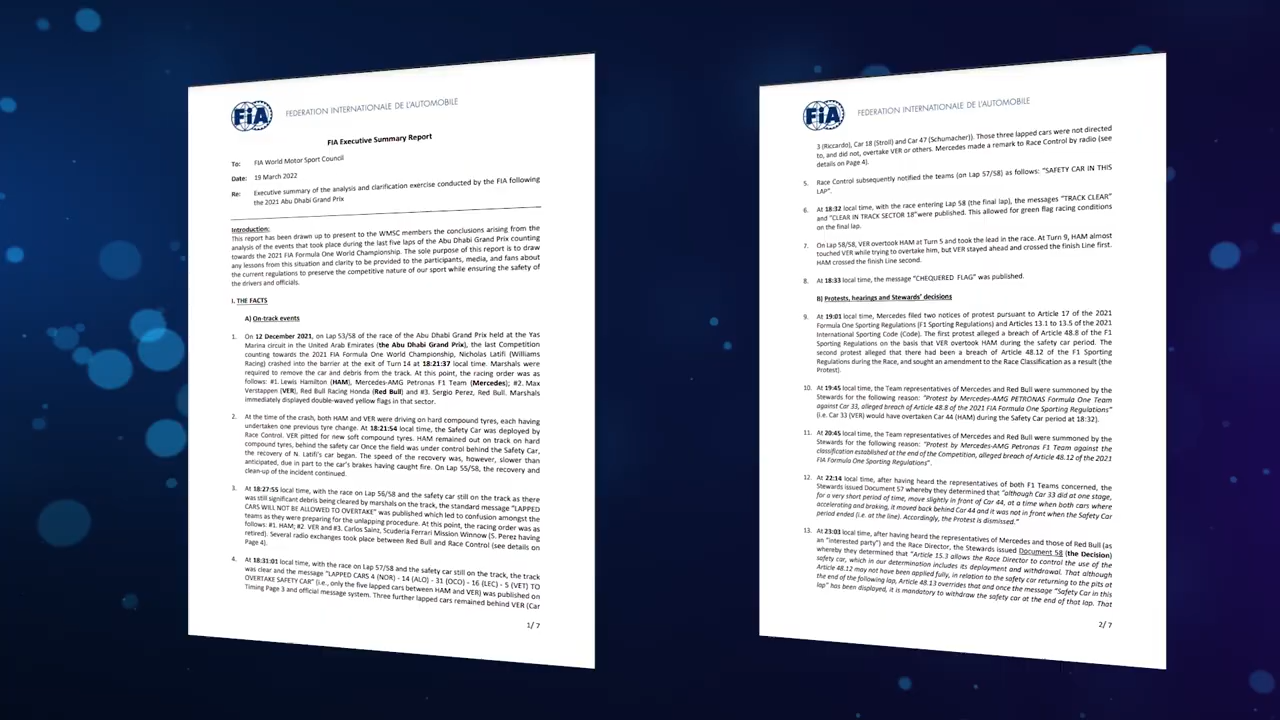 FiA
FEDERATION INTERNATIONALE DE L'AUTOMOBILE
FIA Executive Summary Report
To: FIA World Motor Sport Council
Date: 19 March 2022
Re: Executive summary of the analysis and clarification exercise conducted by the FIA following
the 2021 Abu Dhabi Grand Prix
Introduction:
This report has been drawn up to present to the WMSC members the conclusions arising from the
analysis of the events that took place during the last five laps of the Abu Dhabi Grand Prix counting
towards the 2021 FIA Formula One World Championship. The sole purpose of this report is to draw
any lessons from this situation and clarity to be provided to the participants, media, and fans about
the current regulations to preserve the competitive nature of our sport while ensuring the safety of
the drivers and officials.
I. THE FACTS
A) On-track events
1. On 12 December 2021, on Lap 53/58 of the race of the Abu Dhabi Grand Prix held at the Yas
Marina circuit in the United Arab Emirates (the Abu Dhabi Grand Prix), the last Competition
counting towards the 2021 FIA Formula One World Championship, Nicholas Latifi (Williams
Racing) crashed into the barrier at the exit of Turn 14 at 18:21:37 local time. Marshals were
required to remove the car and debris from the track. At this point, the racing order was as
follows: #1. Lewis Hamilton (HAM), Mercedes-AMG Petronas F1 Team (Mercedes); #2. Max
Verstappen (VER), Red Bull Racing Honda (Red Bull) and #3. Sergio Perez, Red Bull. Marshals
immediately displayed double-waved yellow flags in that sector.
2. At the time of the crash, both HAM and VER were driving on hard compound tyres, each having
undertaken one previous tyre change. At 18:21:54 local time, the Safety Car was deployed by
Race Control. VER pitted for new soft compound tyres. HAM remained out on track on hard
compound tyres, behind the safety car Once the field was under control behind the Safety Car,
the recovery of N. Latifi's car began. The speed of the recovery was, however, slower than
anticipated, due in part to the car's brakes having caught fire. On Lap 55/58, the recovery and
clean-up of the incident continued.
3. At 18:27:55 local time, with the race on Lap 56/58 and the safety car still on the track as there
was still significant debris being cleared by marshals on the track, the standard message "LAPPED
CARS WILL NOT BE ALLOWED TO OVERTAKE" was published which led to confusion amongst the
teams as they were preparing for the unlapping procedure. At this point, the racing order was as
follows: #1. HAM; #2. VER and #3. Carlos Sainz, Scuderia Ferrari Mission Winnow (S. Perez having
retired). Several radio exchanges took place between Red Bull and Race Control (see details on
Page 4).
4. At 18:31:01 local time, with the race on Lap 57/58 and the safety car still on the track, the track
was clear and the message "LAPPED CARS 4 (NOR) - 14 (ALO) - 31 (OCO) - 16 (LEC) - 5 (VET) TO
OVERTAKE SAFETY CAR" (i.e., only the five lapped cars between HAM and VER) was published on
Timing Page 3 and official message system. Three further lapped cars remained behind VER (Car
1/ 7
FiA
FEDERATION INTERNATIONALE DE L'AUTOMOBILE
3 (Riccardo), Car 18 (Stroll) and Car 47 (Schumacher)). Those three lapped cars were not directed
to, and did not, overtake VER or others. Mercedes made a remark to Race Control by radio (see
details on Page 4).
5. Race Control subsequently notified the teams (on Lap 57/58) as follows: "SAFETY CAR IN THIS
LAP".
6. At 18:32 local time, with the race entering Lap 58 (the final lap), the messages "TRACK CLEAR"
and "CLEAR IN TRACK SECTOR 18"were published. This allowed for green flag racing conditions
on the final lap.
7. On Lap 58/58, VER overtook HAM at Turn 5 and took the lead in the race. At Turn 9, HAM almost
touched VER while trying to overtake him, but VER stayed ahead and crossed the finish Line first.
HAM crossed the finish Line second.
8. At 18:33 local time, the message "CHEQUERED FLAG" was published.
B) Protests, hearings and Stewards' decisions
9. At 19:01 local time, Mercedes filed two notices of protest pursuant to Article 17 of the 2021
Formula One Sporting Regulations (F1 Sporting Regulations) and Articles 13.1 to 13.5 of the 2021
International Sporting Code (Code). The first protest alleged a breach of Article 48.8 of the F1
Sporting Regulations on the basis that VER overtook HAM during the safety car period. The
second protest alleged that there had been a breach of Article 48.12 of the F1 Sporting
Regulations during the Race, and sought an amendment to the Race Classification as a result (the
Protest).
10. At 19:45 local time, the Team representatives of Mercedes and Red Bull were summoned by the
Stewards for the following reason: "Protest by Mercedes-AMG PETRONAS Formula One Team
against Car 33, alleged breach of Article 48.8 of the 2021 FIA Formula One Sporting Regulations"
(i.e. Car 33 (VER) would have overtaken Car 44 (HAM) during the Safety Car period at 18:32).
11. At 20:45 local time, the Team representatives of Mercedes and Red Bull were summoned by the
Stewards for the following reason: "Protest by Mercedes-AMG Petronas F1 Team against the
classification established at the end of the Competition, alleged breach of Article 48.12 of the 2021
FIA Formula One Sporting Regulations".
12. At 22:14 local time, after having heard the representatives of both F1 Teams concerned, the
Stewards issued Document 57 whereby they determined that "although Car 33 did at one stage,
for a very short period of time, move slightly in front of Car 44, at a time when both cars where
accelerating and braking, it moved back behind Car 44 and it was not in front when the Safety Car
period ended (i.e. at the line). Accordingly, the Protest is dismissed."
13. At 23:03 local time, after having heard the representatives of Mercedes and those of Red Bull (as
an "interested party") and the Race Director, the Stewards issued Document 58 (the Decision)
whereby they determined that "Article 15.3 allows the Race Director to control the use of the
safety car, which in our determination includes its deployment and withdrawal. That although
Article 48.12 may not have been applied fully, in relation to the safety car returning to the pits at
the end of the following lap, Article 48.13 overrides that and once the message "Safety Car in this
lap" has been displayed, it is mandatory to withdraw the safety car at the end of that lap. That
2/ 7